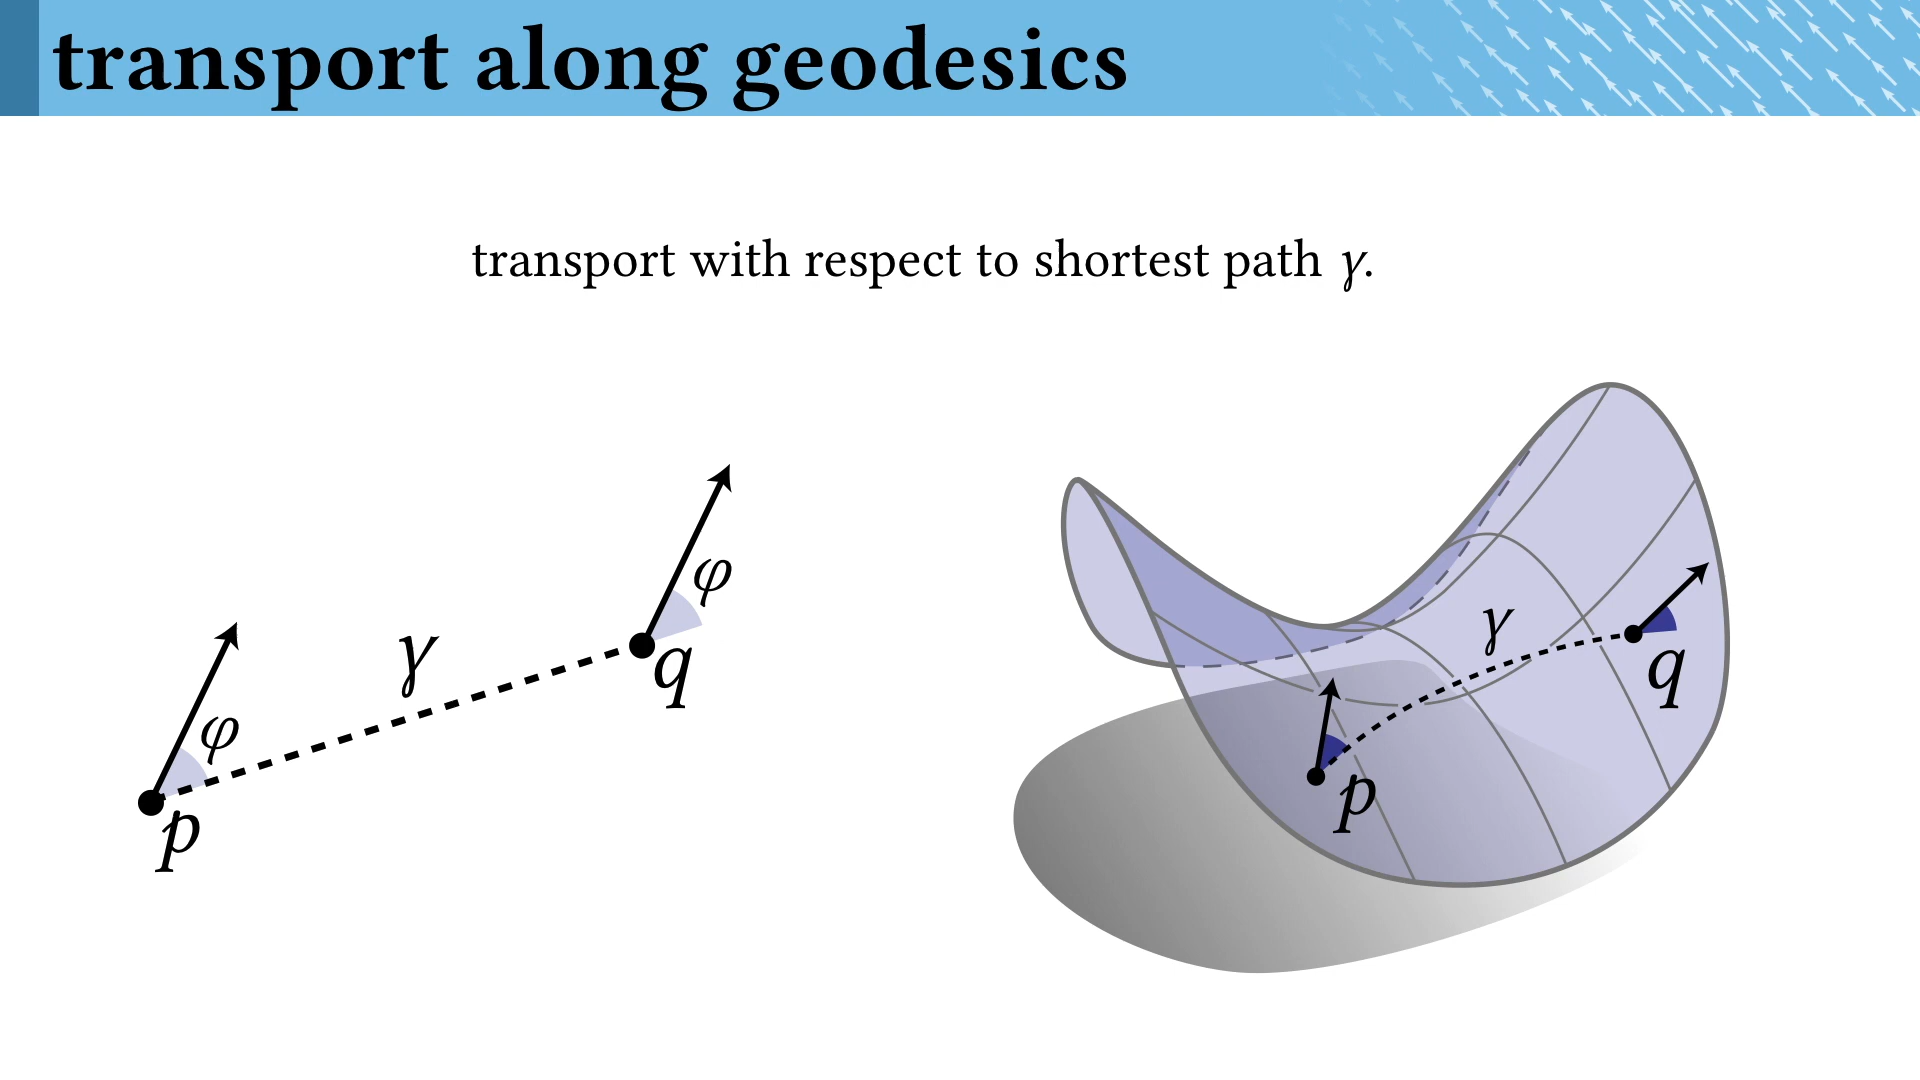 transport along geodesics
transport with respect to shortest path γ.
φ
q
γ
φ
p
γ
q
p